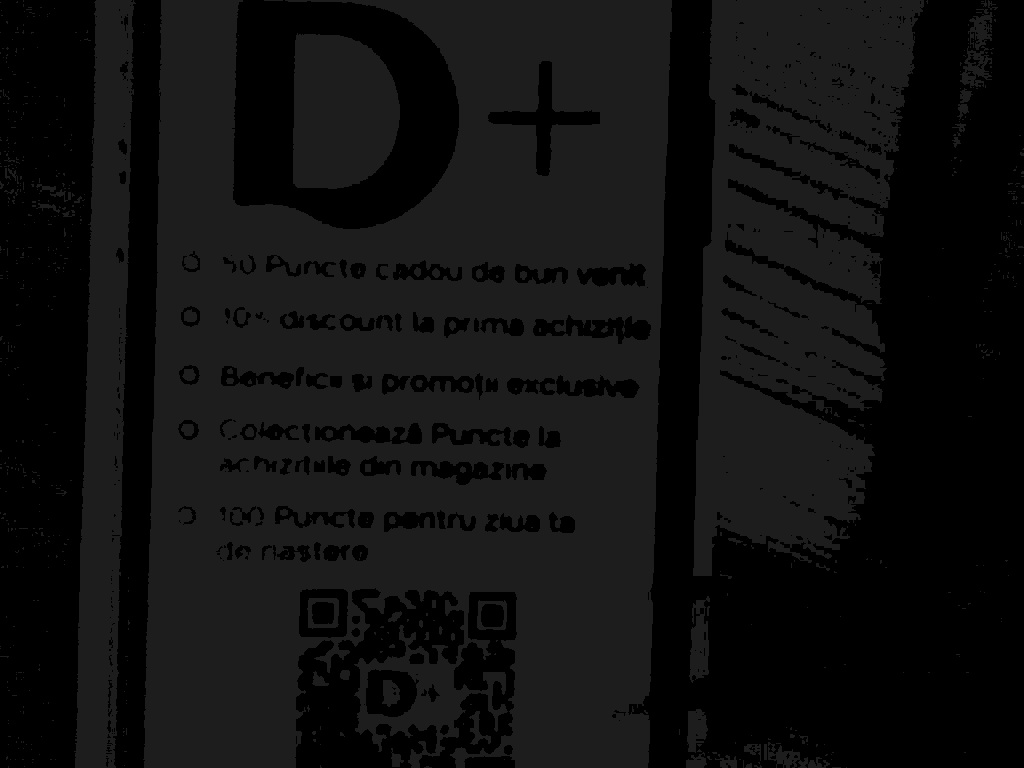 D+
50 Puncte cadou de bun venit
10% discount la prima achiziție
Beneficii și promoții exclusive
Colecționează Puncte la
achizițiile din magazine
100 Puncte pentru ziua ta
de naștere
D+